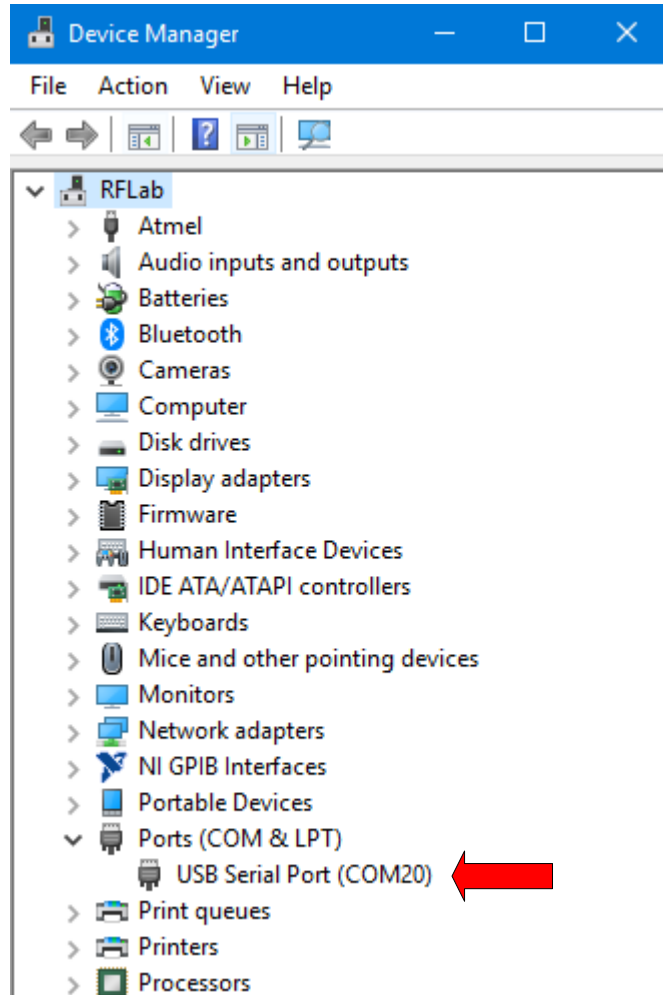 Device Manager
File Action View Help
RFLab
Atmel
Audio inputs and outputs
Batteries
Bluetooth
Cameras
Computer
Disk drives
Display adapters
Firmware
Human Interface Devices
IDE ATA/ATAPI controllers
Keyboards
Mice and other pointing devices
Monitors
Network adapters
NI GPIB Interfaces
Portable Devices
Ports (COM & LPT)
USB Serial Port (COM20)
Print queues
Printers
Processors